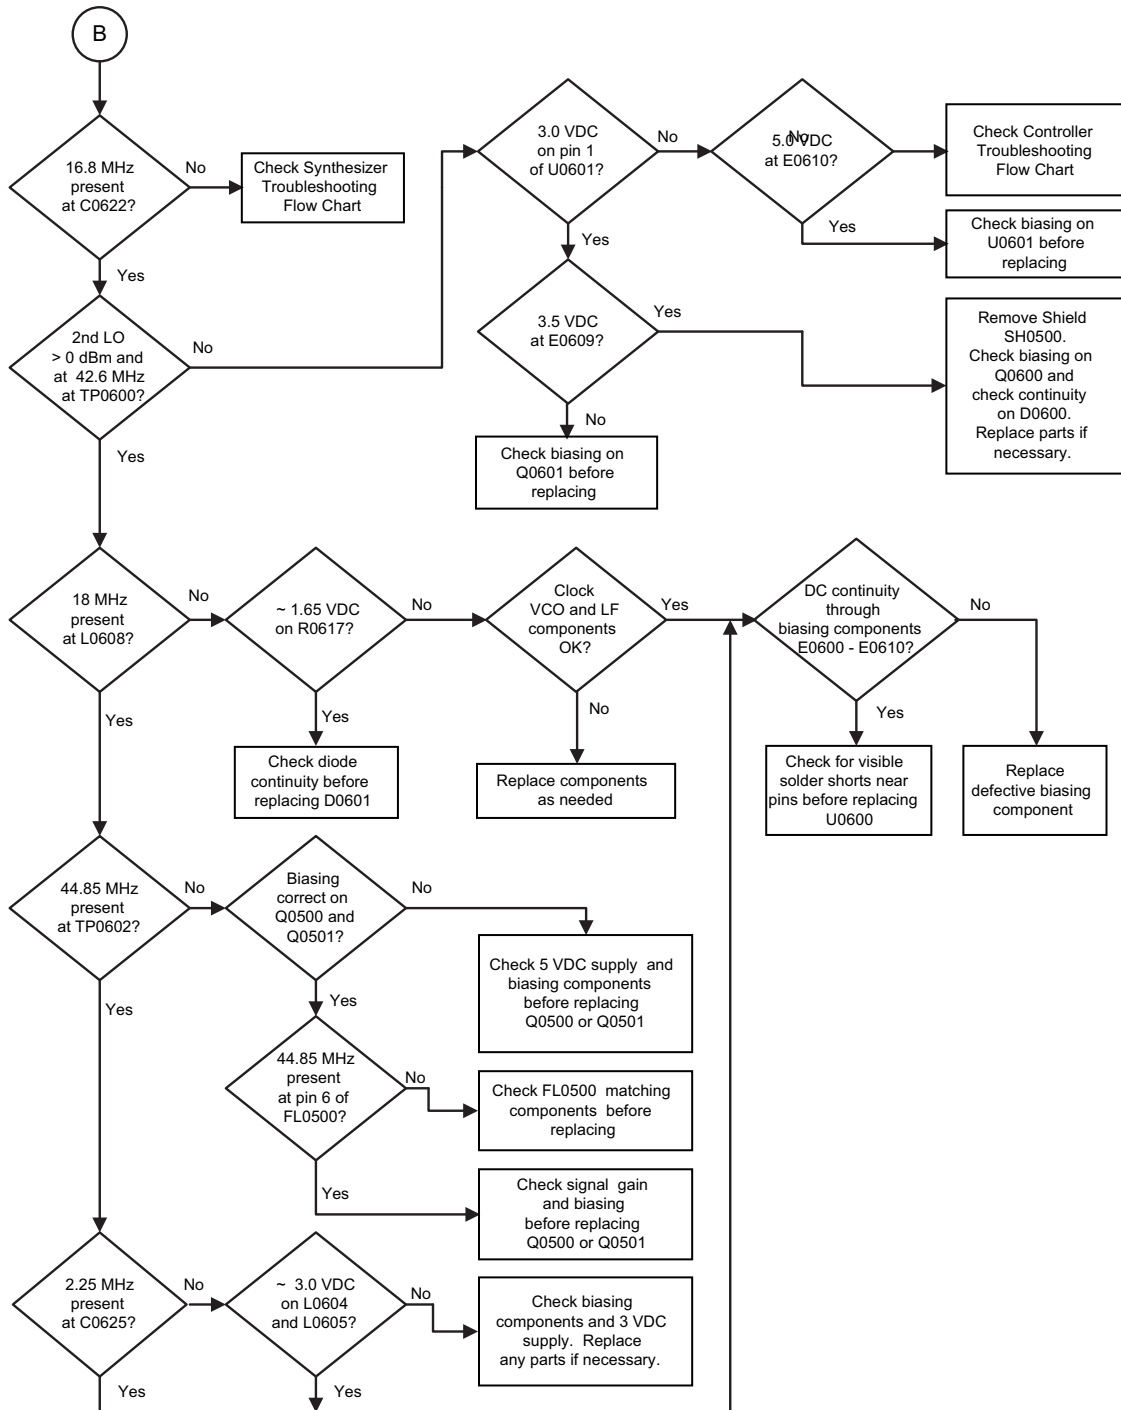 B
16.8 MHz
present
at C0622?
No
Check Synthesizer
Troubleshooting
Flow Chart
Yes
2nd LO
> 0 dBm and
at 42.6 MHz
at TP0600?
No
Yes
3.0 VDC
on pin 1
of U0601?
No
5.0 VDC
at E0610?
No
Check Controller
Troubleshooting
Flow Chart
Yes
Check biasing on
U0601 before
replacing
Yes
3.5 VDC
at E0609?
Yes
Remove Shield
SH0500.
Check biasing on
Q0600 and
check continuity
on D0600.
Replace parts if
necessary.
No
Check biasing on
Q0601 before
replacing
18 MHz
present
at L0608?
No
~ 1.65 VDC
on R0617?
No
Clock
VCO and LF
components
OK?
Yes
DC continuity
through
biasing components
E0600 - E0610?
No
Yes
Yes
Check diode
continuity before
replacing D0601
No
Replace components
as needed
Yes
Check for visible
solder shorts near
pins before replacing
U0600
Replace
defective biasing
component
44.85 MHz
present
at TP0602?
No
Biasing
correct on
Q0500 and
Q0501?
No
Check 5 VDC supply and
biasing components
before replacing
Q0500 or Q0501
Yes
Yes
44.85 MHz
present
at pin 6 of
FL0500?
No
Check FL0500 matching
components before
replacing
Yes
Check signal gain
and biasing
before replacing
Q0500 or Q0501
2.25 MHz
present
at C0625?
No
~ 3.0 VDC
on L0604
and L0605?
No
Check biasing
components and 3 VDC
supply. Replace
any parts if necessary.
Yes
Yes